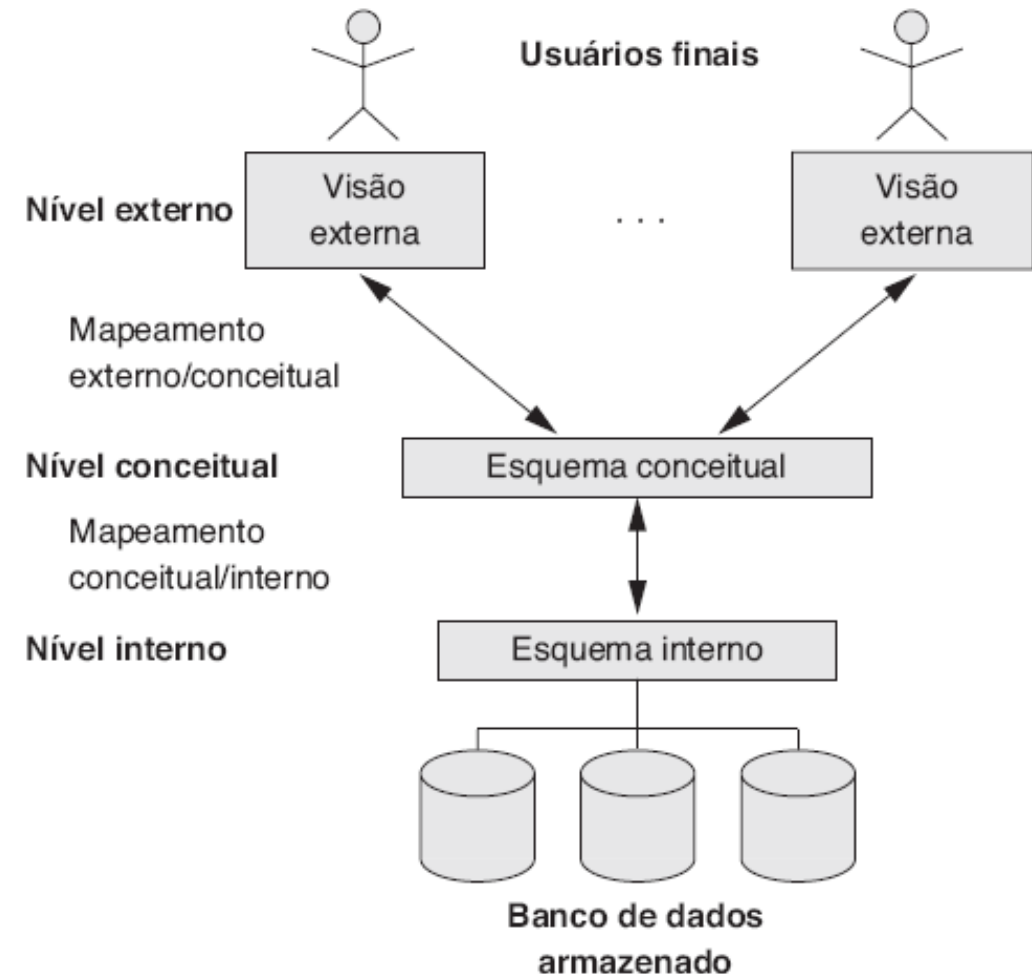 Usuários finais
Nível externo
Visão
externa
. . .
Visão
externa
Mapeamento
externo/conceitual
Nível conceitual
Esquema conceitual
Mapeamento
conceitual/interno
Nível interno
Esquema interno
Banco de dados
armazenado